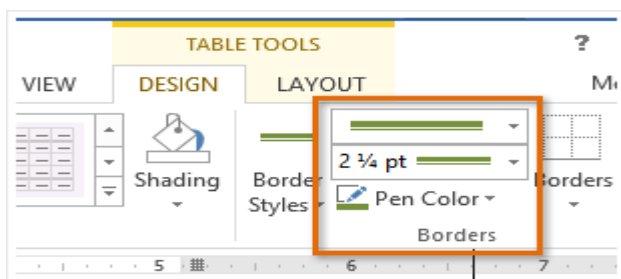 TABLE TOOLS ?
VIEW DESIGN LAYOUT
2 ¼ pt
Shading Border Styles Pen Color Borders
Borders
5 6 7